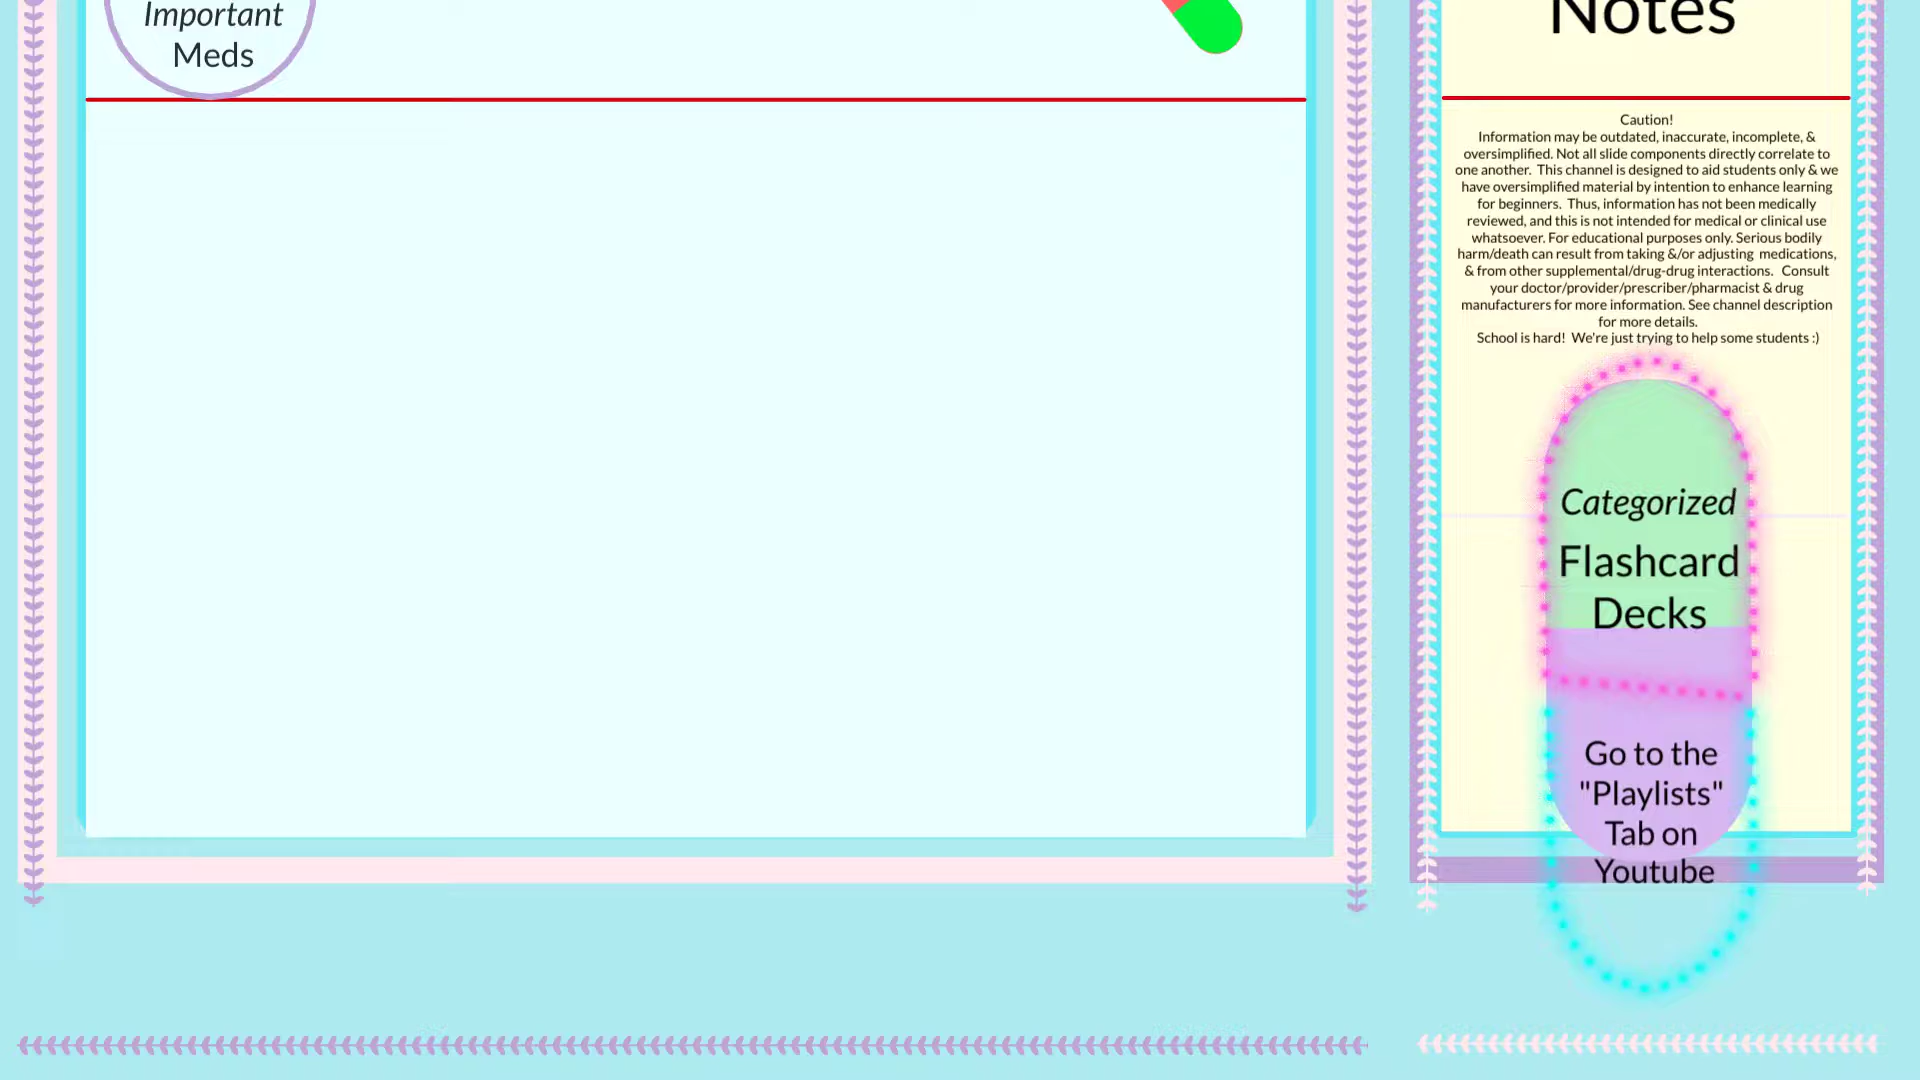 Important
Meds
Notes
Caution!
Information may be outdated, inaccurate, incomplete, &
oversimplified. Not all slide components directly correlate to
one another. This channel is designed to aid students only & we
have oversimplified material by intention to enhance learning
for beginners. Thus, information has not been medically
reviewed, and this is not intended for medical or clinical use
whatsoever. For educational purposes only. Serious bodily
harm/death can result from taking &/or adjusting medications,
& from other supplemental/drug-drug interactions. Consult
your doctor/provider/prescriber/pharmacist & drug
manufacturers for more information. See channel description
for more details.
School is hard! We're just trying to help some students :)
Categorized
Flashcard
Decks
Go to the
"Playlists"
Tab on
Youtube